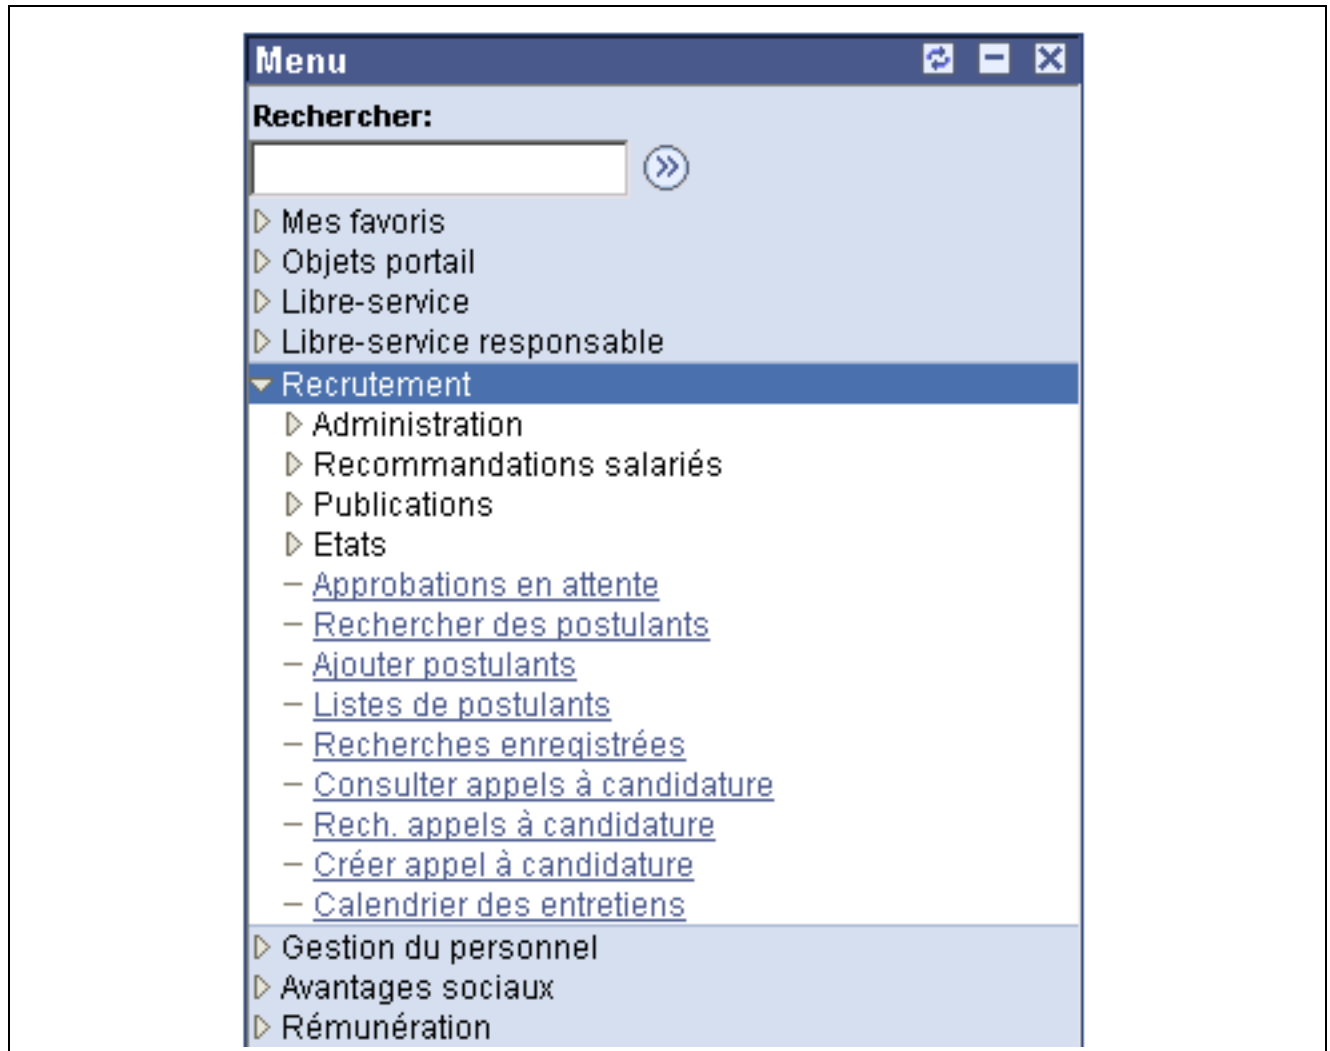 Menu
Rechercher:
Mes favoris
Objets portail
Libre-service
Libre-service responsable
Recrutement
Administration
Recommandations salariés
Publications
Etats
Approbations en attente
Rechercher des postulants
Ajouter postulants
Listes de postulants
Recherches enregistrées
Consulter appels à candidature
Rech. appels à candidature
Créer appel à candidature
Calendrier des entretiens
Gestion du personnel
Avantages sociaux
Rémunération